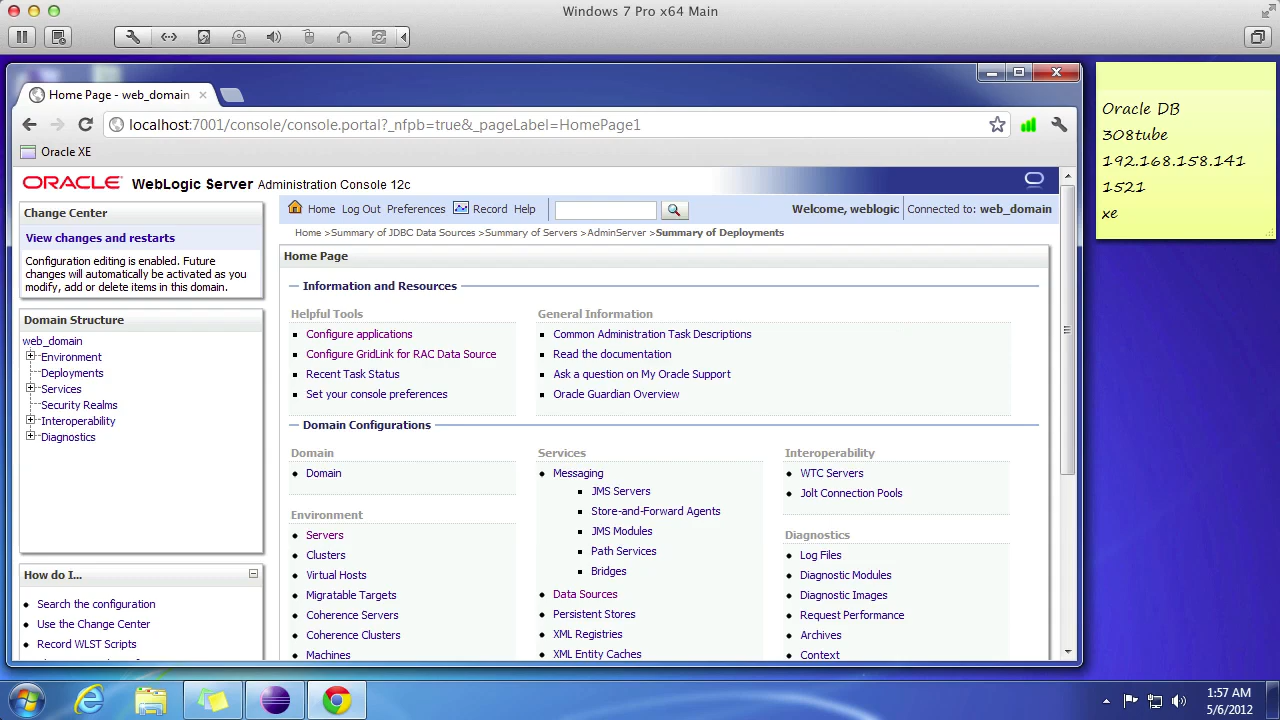 Windows 7 Pro x64 Main
Home Page - web_domain
localhost:7001/console/console.portal?_nfpb=true&_pageLabel=HomePage1
Oracle XE
ORACLE® WebLogic Server Administration Console 12c
Change Center
View changes and restarts
Configuration editing is enabled. Future
changes will automatically be activated as you
modify, add or delete items in this domain.
Domain Structure
web_domain
Environment
Deployments
Services
Security Realms
Interoperability
Diagnostics
How do I...
Search the configuration
Use the Change Center
Record WLST Scripts
Home Log Out Preferences Record Help
Welcome, weblogic Connected to: web_domain
Home >Summary of JDBC Data Sources >Summary of Servers >AdminServer >Summary of Deployments
Home Page
Information and Resources
Helpful Tools
Configure applications
Configure GridLink for RAC Data Source
Recent Task Status
Set your console preferences
General Information
Common Administration Task Descriptions
Read the documentation
Ask a question on My Oracle Support
Oracle Guardian Overview
Domain Configurations
Domain
Domain
Environment
Servers
Clusters
Virtual Hosts
Migratable Targets
Coherence Servers
Coherence Clusters
Machines
Services
Messaging
JMS Servers
Store-and-Forward Agents
JMS Modules
Path Services
Bridges
Data Sources
Persistent Stores
XML Registries
XML Entity Caches
Interoperability
WTC Servers
Jolt Connection Pools
Diagnostics
Log Files
Diagnostic Modules
Diagnostic Images
Request Performance
Archives
Context
Oracle DB
308tube
192.168.158.141
1521
xe
1:57 AM
5/6/2012